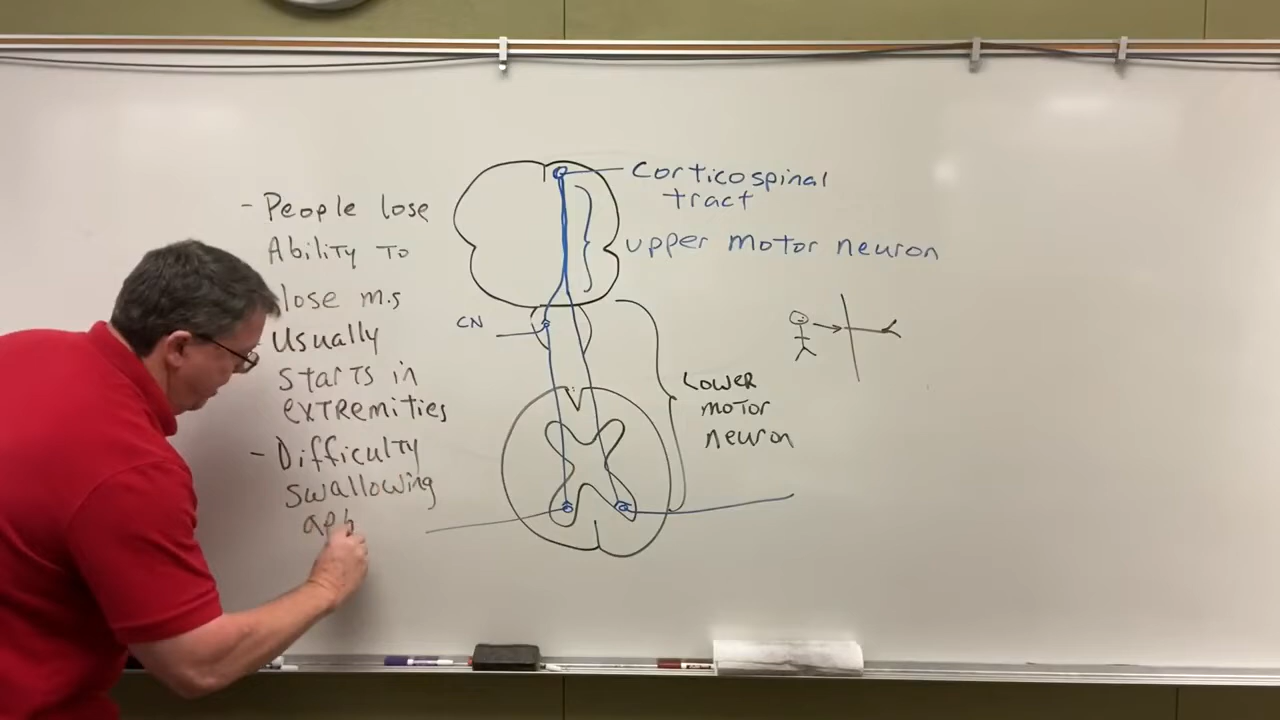 - People lose
Ability to
lose m.s
Usually
starts in
extremities
- Difficulty
swallowing
aph
Corticospinal
tract
upper motor neuron
CN
Lower
motor
neuron